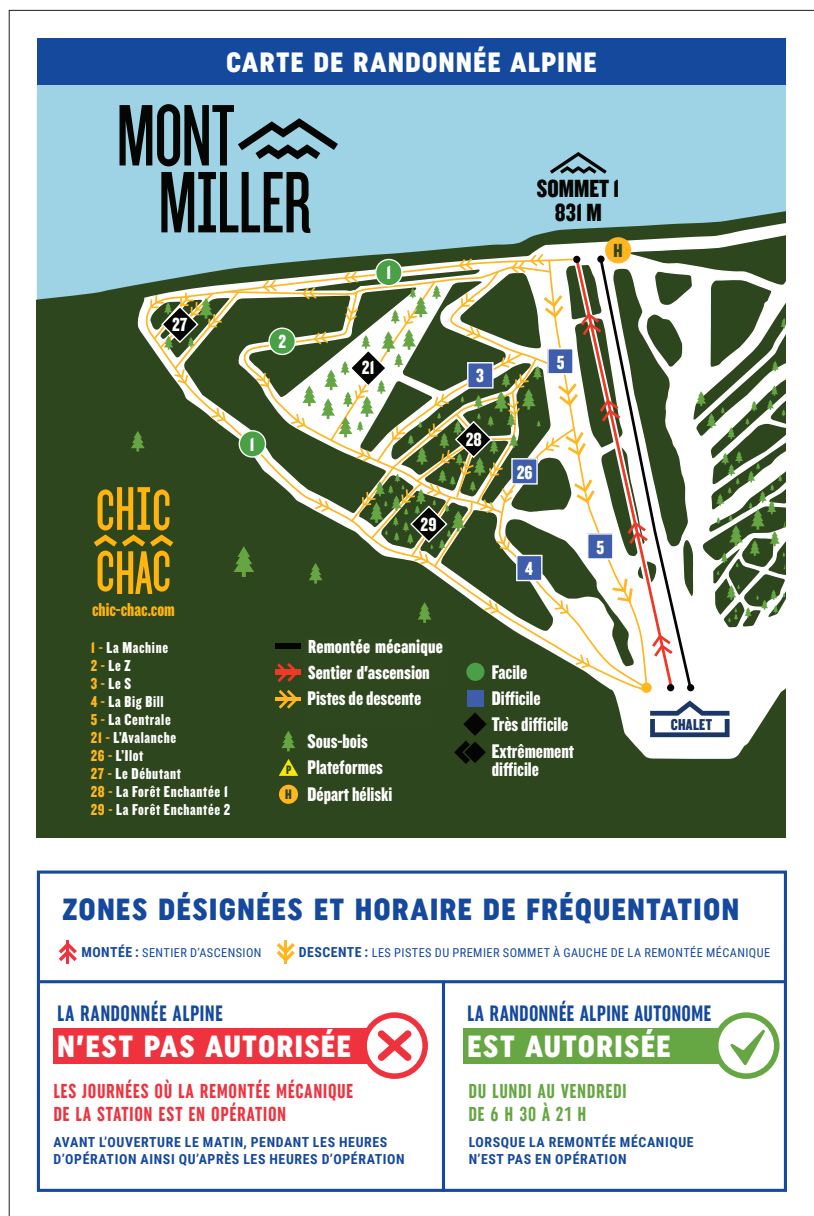 CARTE DE RANDONNÉE ALPINE
MONT
MILLER
SOMMET 1
831 M
H
1
27
2
21
3
5
28
26
1
29
5
4
CHIC
CHAC
chic-chac.com
1 - La Machine
2 - Le Z
3 - Le S
4 - La Big Bill
5 - La Centrale
21 - L'Avalanche
26 - L'Ilot
27 - Le Débutant
28 - La Forêt Enchantée 1
29 - La Forêt Enchantée 2
Remontée mécanique
Sentier d'ascension
Pistes de descente
Sous-bois
P Plateformes
H Départ héliski
Facile
Difficile
Très difficile
Extrêmement
difficile
CHALET
ZONES DÉSIGNÉES ET HORAIRE DE FRÉQUENTATION
MONTÉE : SENTIER D'ASCENSION DESCENTE : LES PISTES DU PREMIER SOMMET À GAUCHE DE LA REMONTÉE MÉCANIQUE
LA RANDONNÉE ALPINE
N'EST PAS AUTORISÉE
LES JOURNÉES OÙ LA REMONTÉE MÉCANIQUE
DE LA STATION EST EN OPÉRATION
AVANT L'OUVERTURE LE MATIN, PENDANT LES HEURES
D'OPÉRATION AINSI QU'APRÈS LES HEURES D'OPÉRATION
LA RANDONNÉE ALPINE AUTONOME
EST AUTORISÉE
DU LUNDI AU VENDREDI
DE 6 H 30 À 21 H
LORSQUE LA REMONTÉE MÉCANIQUE
N'EST PAS EN OPÉRATION